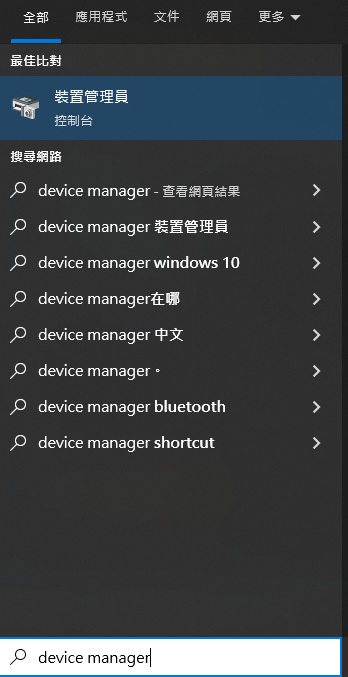 全部 應用程式 文件 網頁 更多
最佳比對
裝置管理員
控制台
搜尋網路
device manager - 查看網頁結果
device manager 裝置管理員
device manager windows 10
device manager在哪
device manager 中文
device manager。
device manager bluetooth
device manager shortcut
device manager